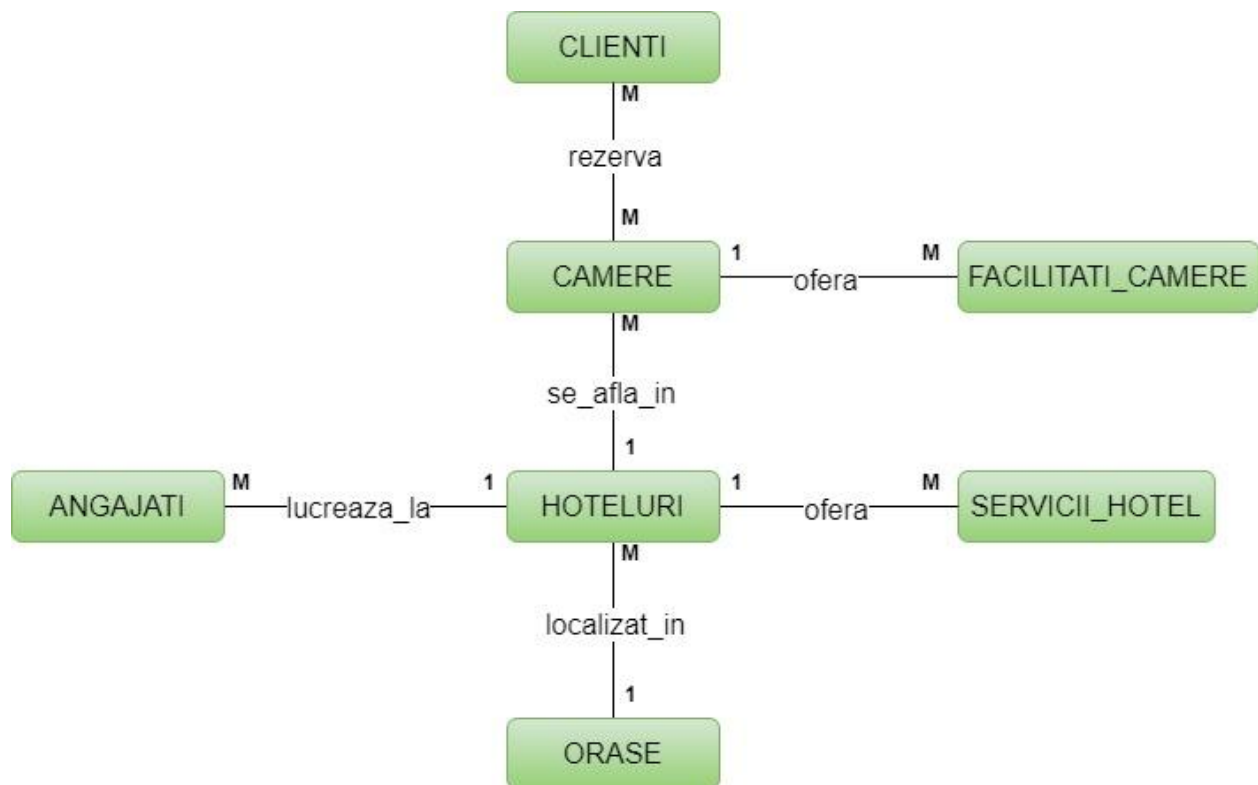 CLIENTI
M
rezerva
M
CAMERE
1
ofera
M
FACILITATI_CAMERE
M
se_afla_in
1
ANGAJATI
M
lucreaza_la
1
HOTELURI
1
ofera
M
SERVICII_HOTEL
M
localizat_in
1
ORASE